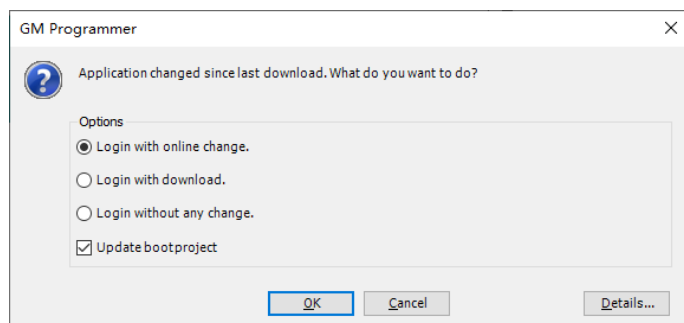 GM Programmer
Application changed since last download. What do you want to do?
Options
Login with online change.
Login with download.
Login without any change.
Update bootproject
OK
Cancel
Details...